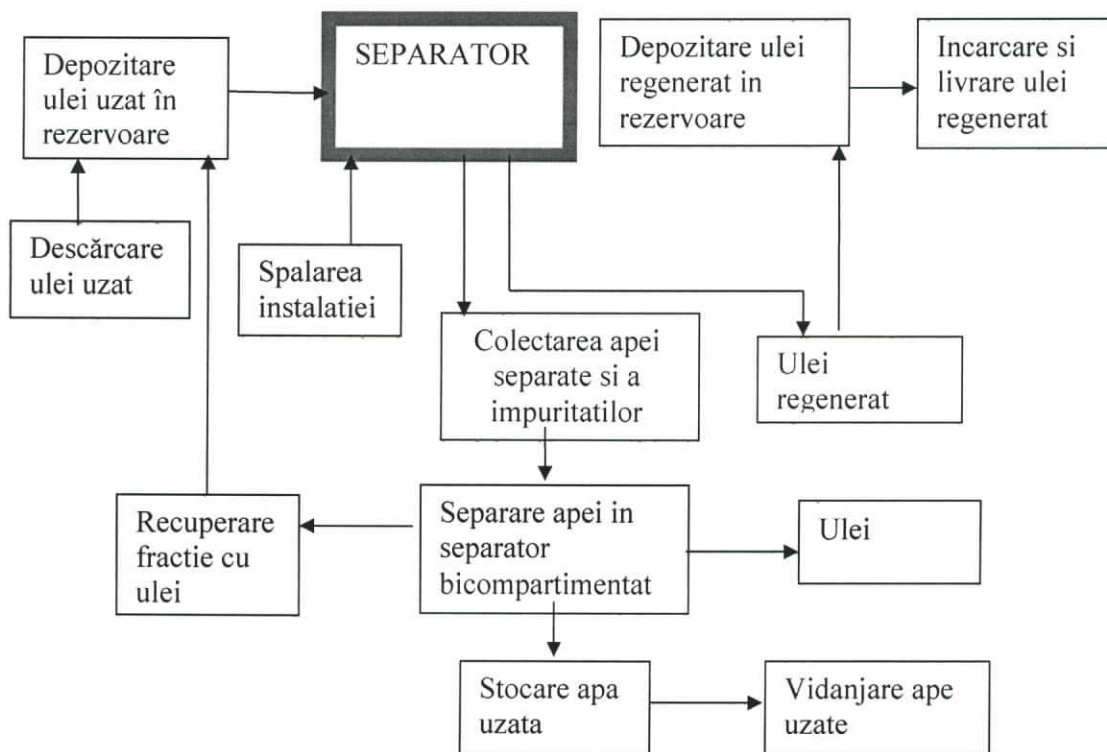 SEPARATOR
Depozitare
ulei uzat în
rezervoare
Depozitare ulei
regenerat in
rezervoare
Incarcare si
livrare ulei
regenerat
Descărcare
ulei uzat
Spalarea
instalatiei
Colectarea apei
separate si a
impuritatilor
Ulei
regenerat
Recuperare
fractie cu
ulei
Separare apei in
separator
bicompartimentat
Ulei
Stocare apa
uzata
Vidanjare ape
uzate